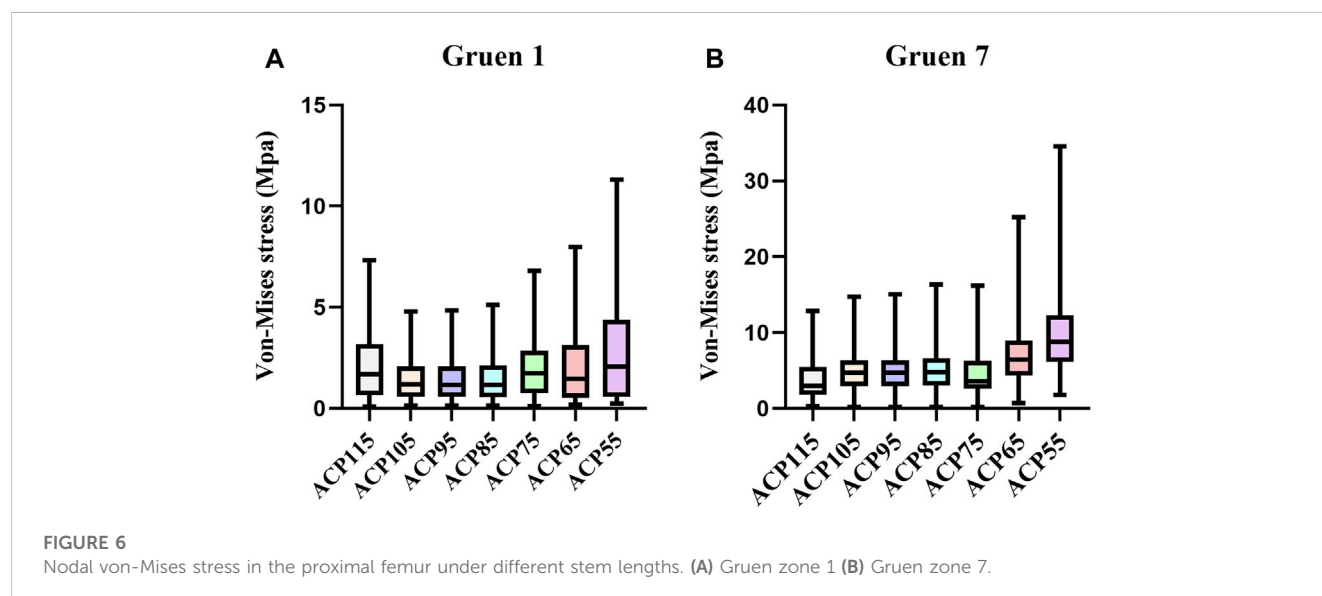 A
Gruen 1
Von-Mises stress (Mpa)
15
10
5
0
ACP115
ACP105
ACP95
ACP85
ACP75
ACP65
ACP55
B
Gruen 7
Von-Mises stress (Mpa)
40
30
20
10
0
ACP115
ACP105
ACP95
ACP85
ACP75
ACP65
ACP55
FIGURE 6
Nodal von-Mises stress in the proximal femur under different stem lengths. (A) Gruen zone 1 (B) Gruen zone 7.